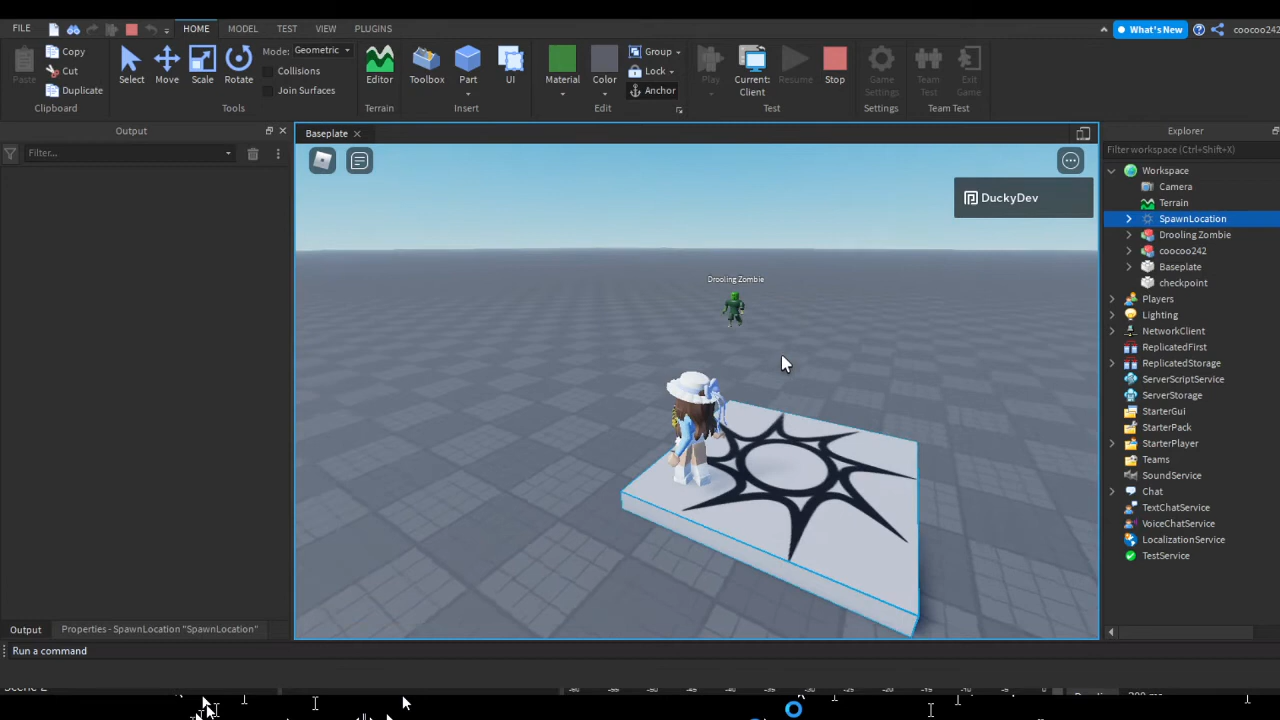 FILE HOME MODEL TEST VIEW PLUGINS What's New coocoo242
Paste Copy Cut Duplicate Clipboard
Select Move Scale Rotate Mode: Geometric Collisions Join Surfaces Tools
Editor Terrain
Toolbox Part UI Insert
Material Color Group Lock Anchor Edit
Play Current: Client Resume Stop Test
Game Settings Settings
Team Test Exit Game Team Test
Output
Filter...
Baseplate
DuckyDev
Drooling Zombie
Explorer
Filter workspace (Ctrl+Shift+X)
Workspace
Camera
Terrain
SpawnLocation
Drooling Zombie
coocoo242
Baseplate
checkpoint
Players
Lighting
NetworkClient
ReplicatedFirst
ReplicatedStorage
ServerScriptService
ServerStorage
StarterGui
StarterPack
StarterPlayer
Teams
SoundService
Chat
TextChatService
VoiceChatService
LocalizationService
TestService
Output Properties - SpawnLocation "SpawnLocation"
Run a command